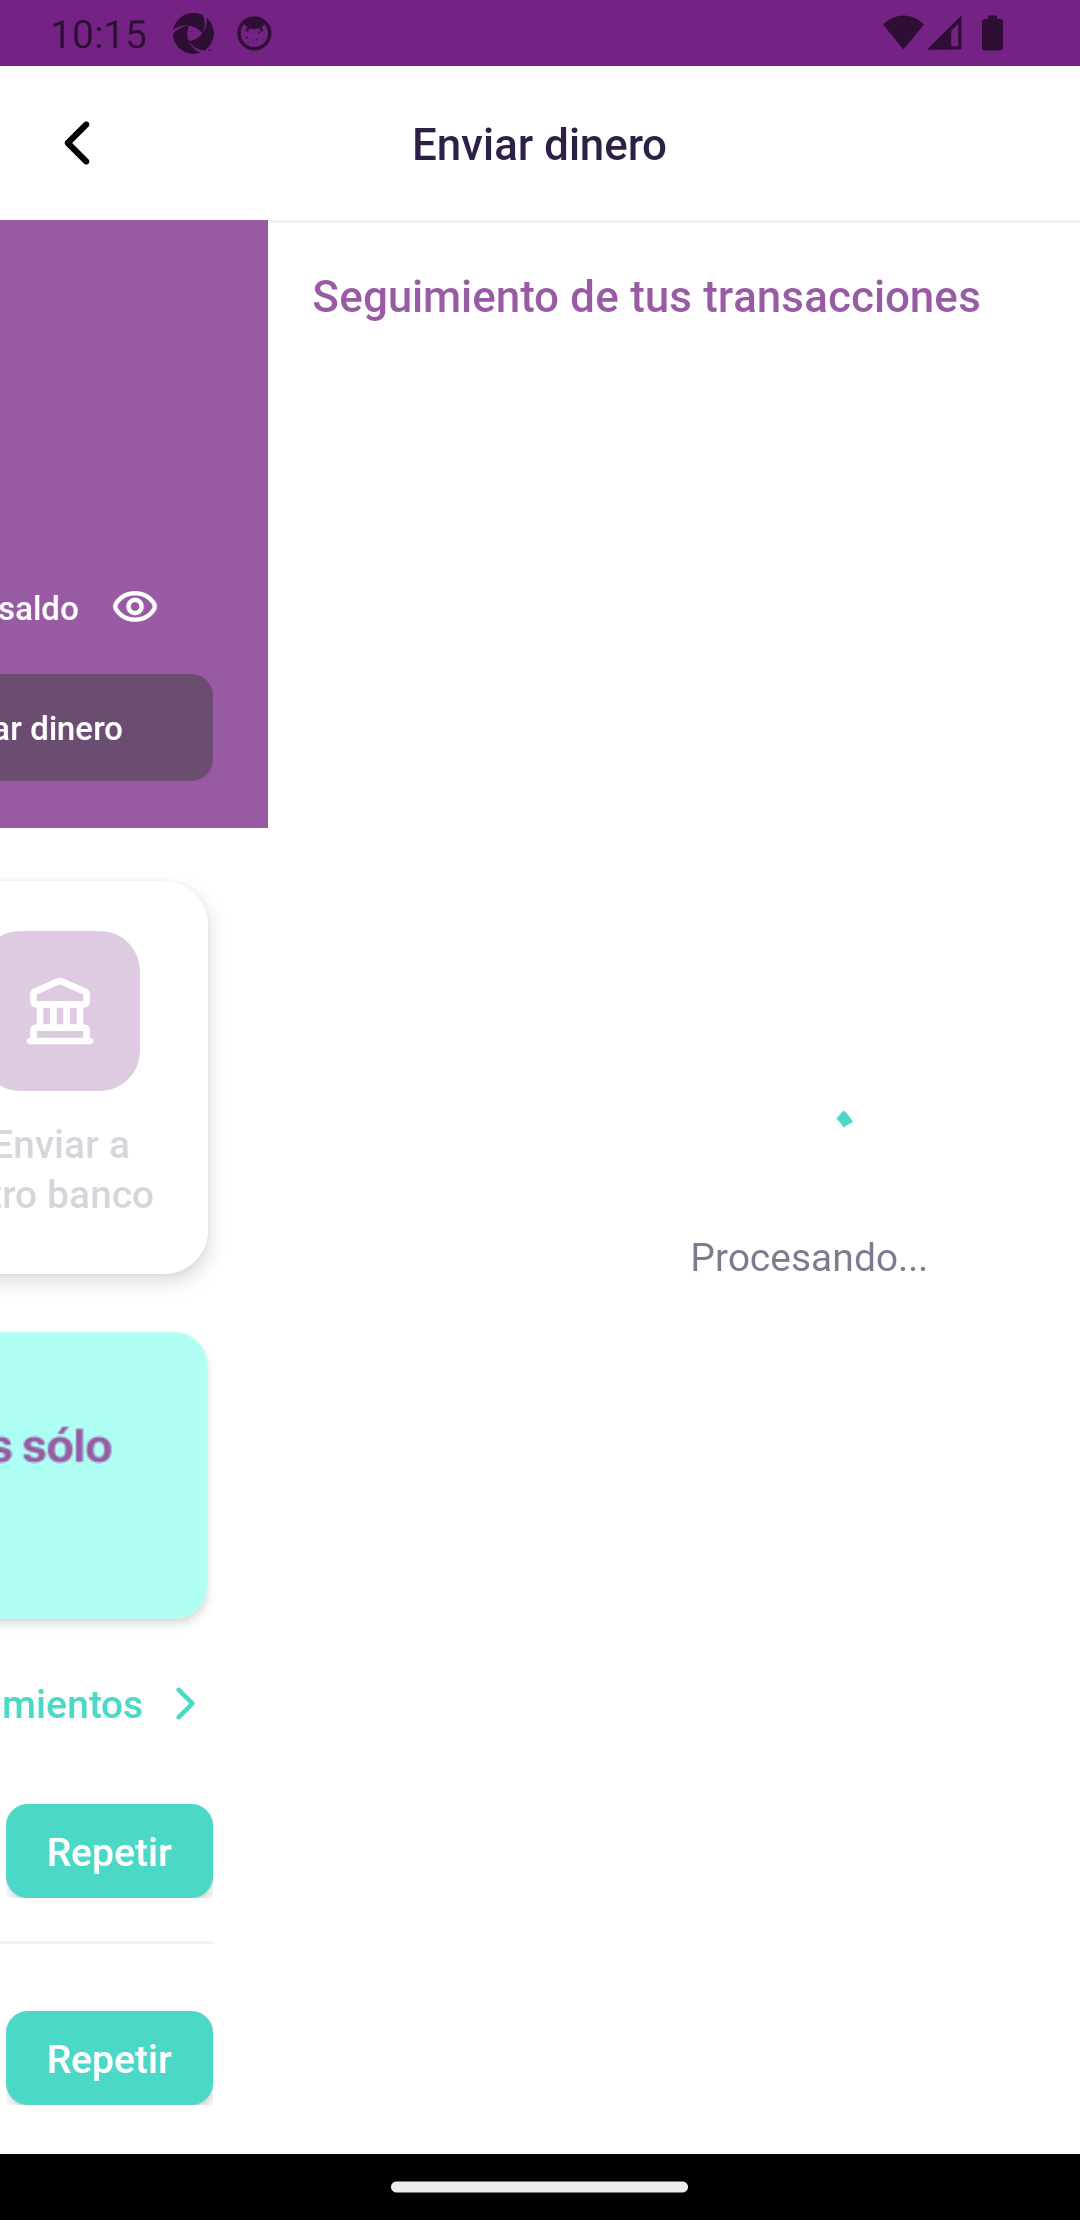 10:15
Enviar dinero
Seguimiento de tus transacciones
saldo
ar dinero
Enviar a
ro banco
Procesando...
s sólo
mientos
Repetir
Repetir